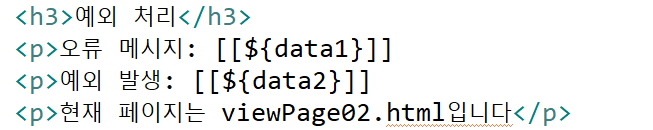 <h3>예외 처리</h3>
<p>오류 메시지: [[${data1}]]
<p>예외 발생: [[${data2}]]
<p>현재 페이지는 viewPage02.html입니다</p>